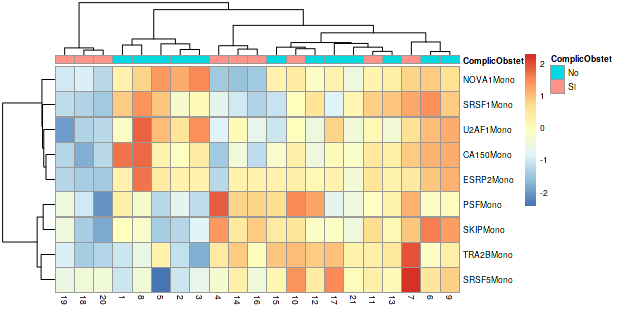 ComplicObstet
NOVA1Mono
SRSF1Mono
U2AF1Mono
CA150Mono
ESRP2Mono
PSFMono
SKIPMono
TRA2BMono
SRSF5Mono
19 18 20 1 8 5 2 3 4 14 16 15 10 12 17 21 11 13 7 6 9
2
1
0
-1
-2
ComplicObstet
No
SI